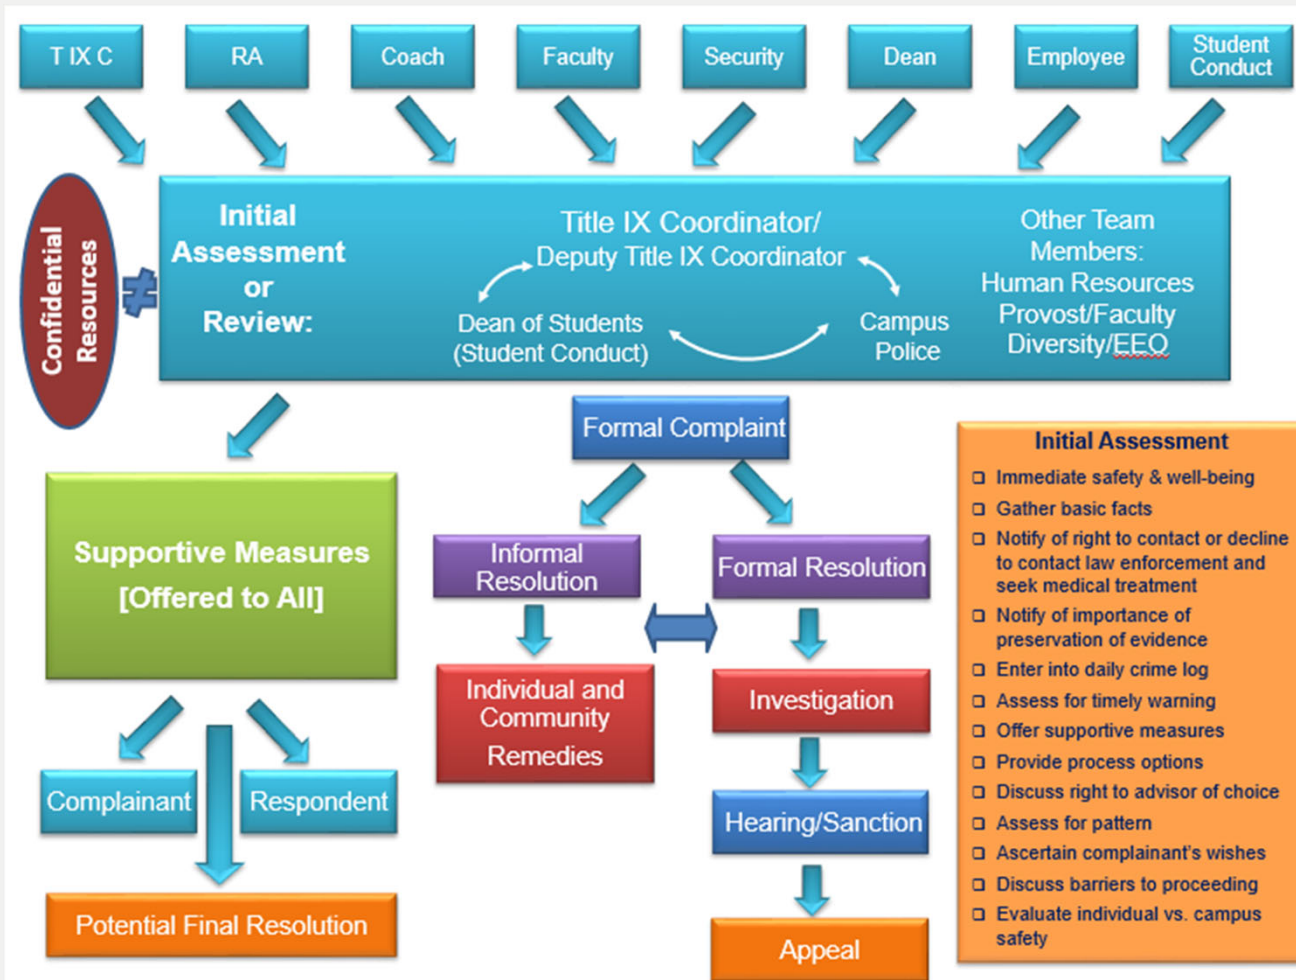 T IX C
RA
Coach
Faculty
Security
Dean
Employee
Student
Conduct
Confidential
Resources
≠
Initial
Assessment
or
Review:
Title IX Coordinator/
Deputy Title IX Coordinator
Dean of Students
(Student Conduct)
Campus
Police
Other Team
Members:
Human Resources
Provost/Faculty
Diversity/EEO
Formal Complaint
Supportive Measures
[Offered to All]
Informal
Resolution
Formal Resolution
Individual and
Community
Remedies
Investigation
Complainant
Respondent
Hearing/Sanction
Potential Final Resolution
Appeal
Initial Assessment
❑ Immediate safety & well-being
❑ Gather basic facts
❑ Notify of right to contact or decline
to contact law enforcement and
seek medical treatment
❑ Notify of importance of
preservation of evidence
❑ Enter into daily crime log
❑ Assess for timely warning
❑ Offer supportive measures
❑ Provide process options
❑ Discuss right to advisor of choice
❑ Assess for pattern
❑ Ascertain complainant's wishes
❑ Discuss barriers to proceeding
❑ Evaluate individual vs. campus
safety